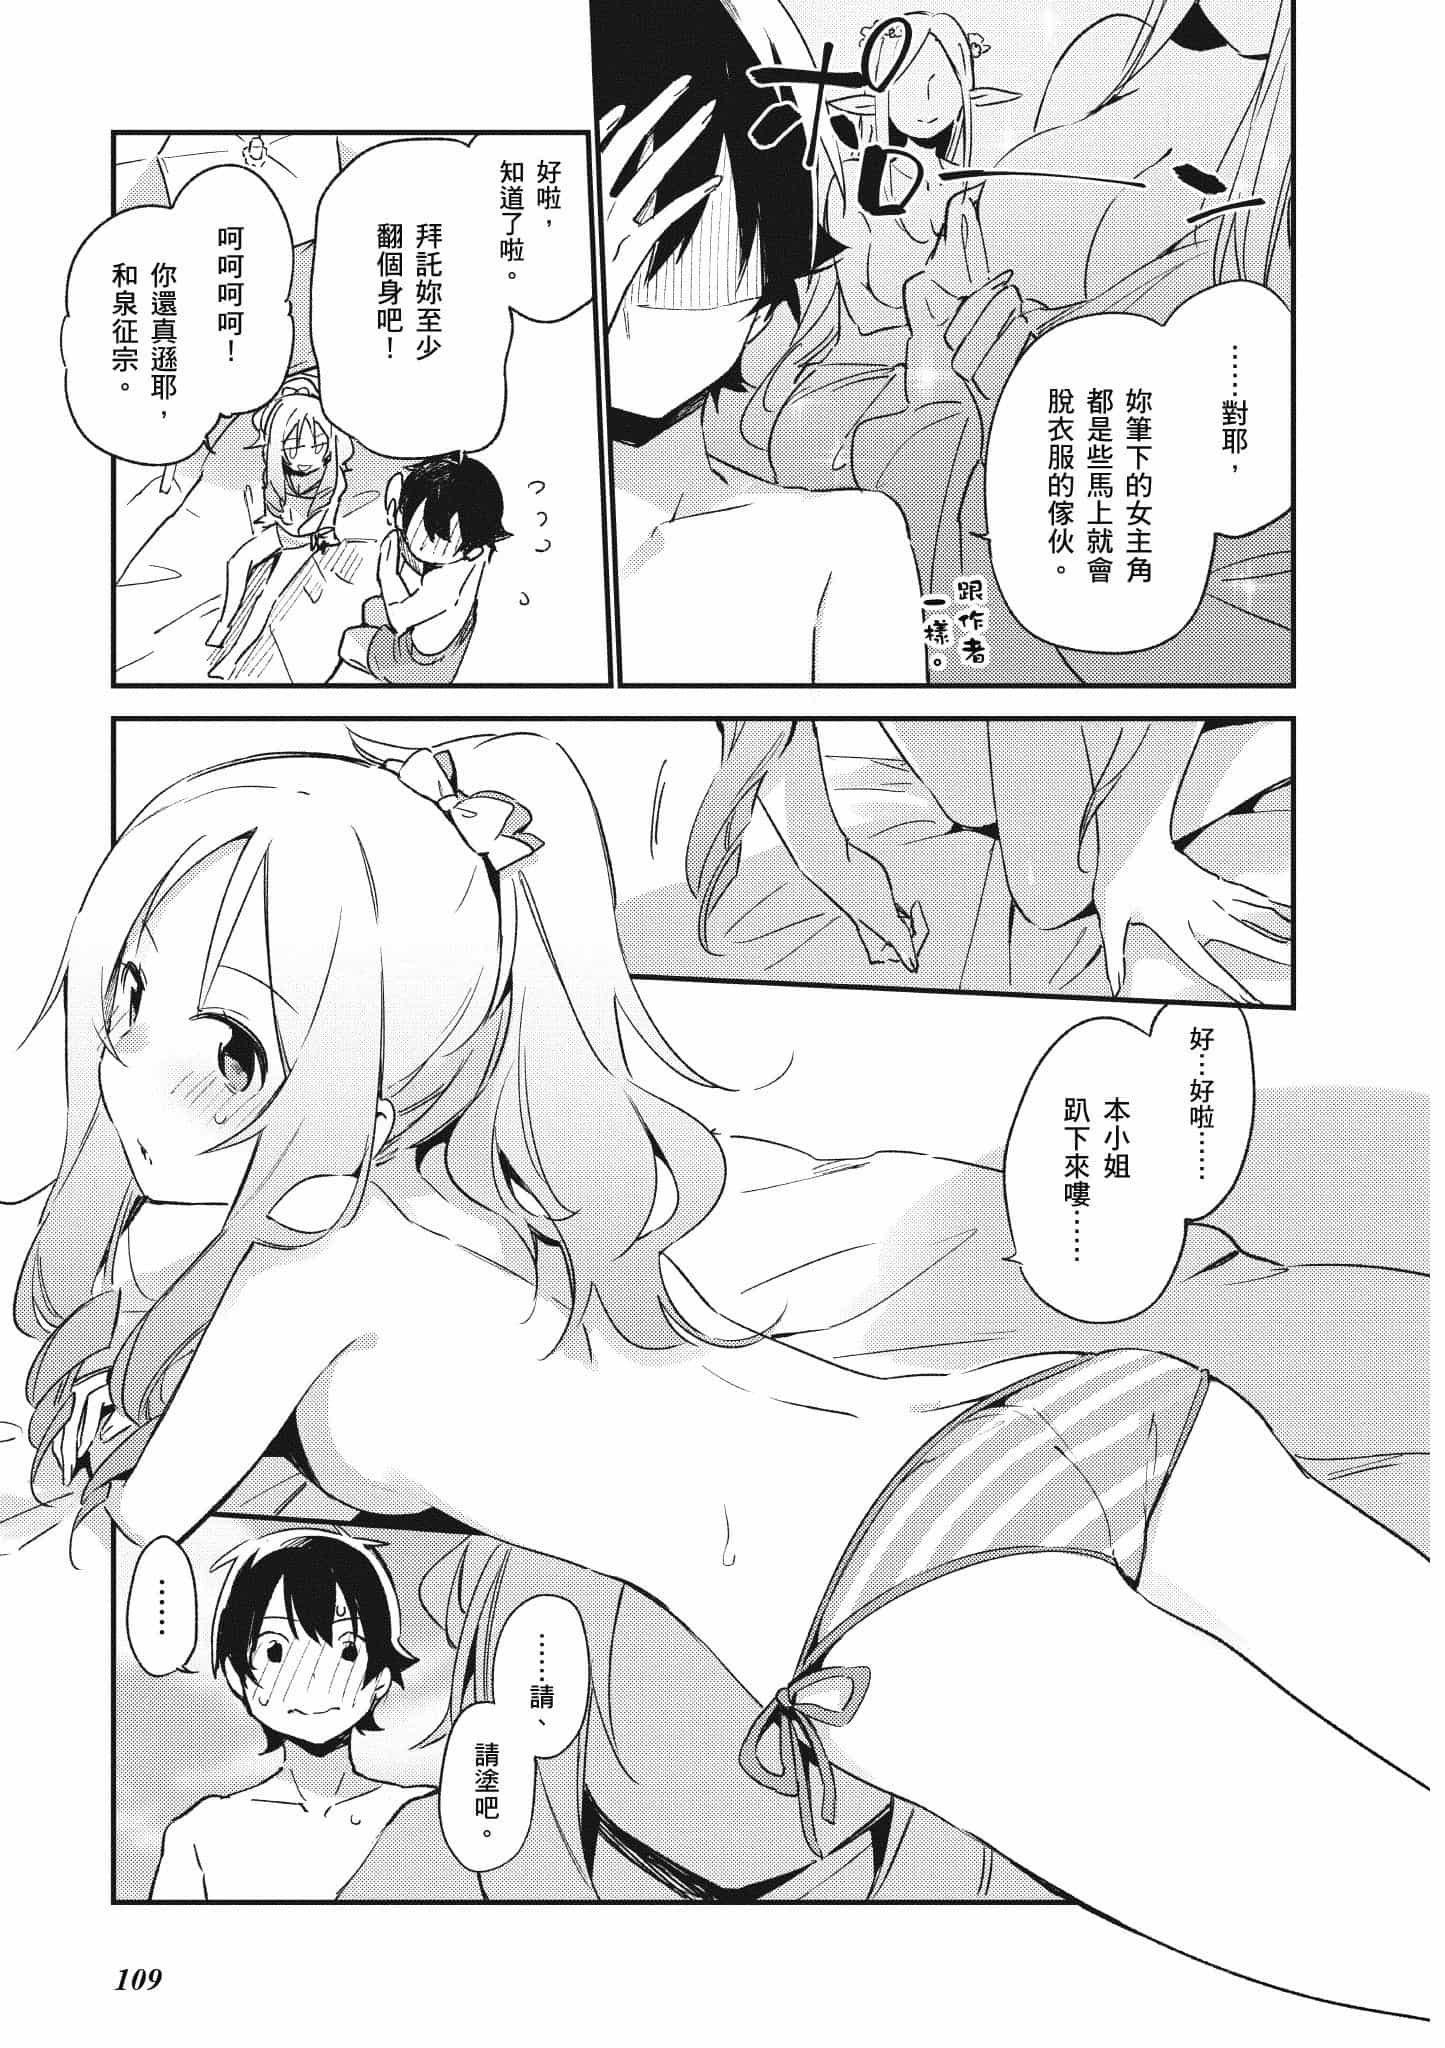 ……對耶，
妳筆下的女主角
都是些馬上就會
脫衣服的傢伙。
跟作者
一樣。
好啦，
知道了啦。
拜託妳至少
翻個身吧！
呵呵呵呵！
你還真遜耶，
和泉征宗。
好…好啦……
本小姐
趴下來嘍……
……請、
請塗吧。
……
109